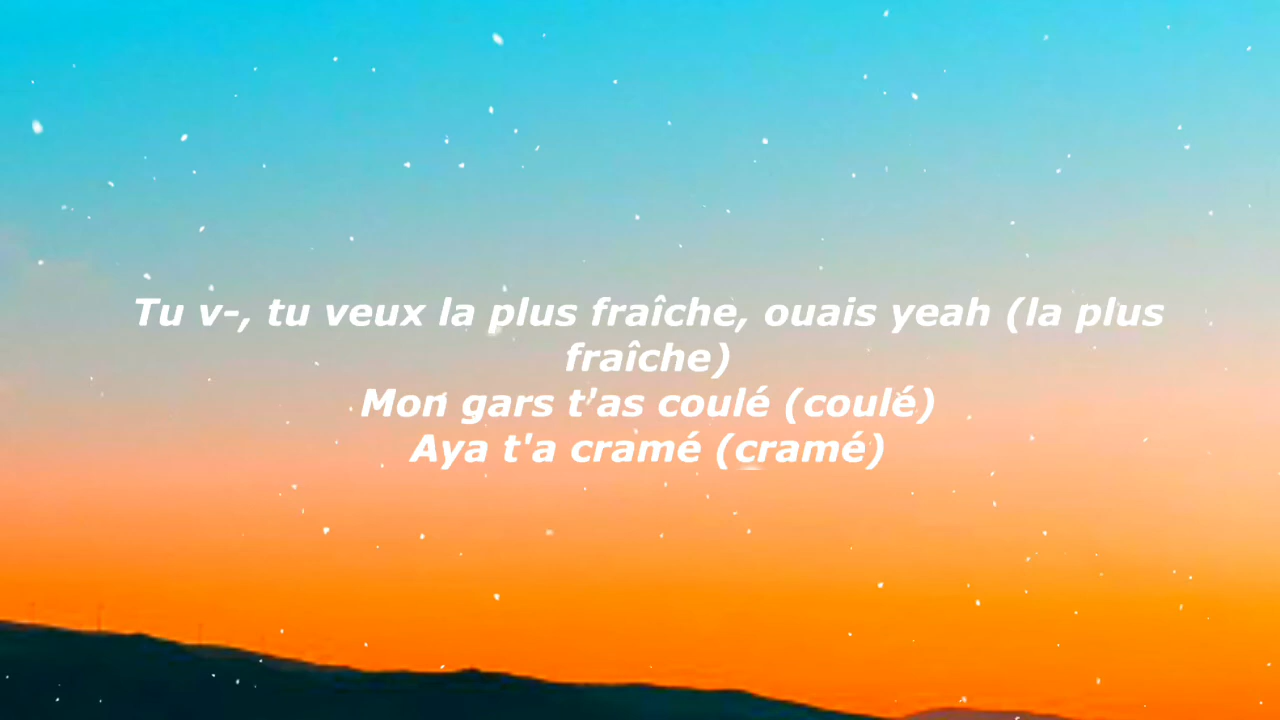 Tu v-, tu veux la plus fraîche, ouais yeah (la plus
fraîche)
Mon gars t'as coulé (coulé)
Aya t'a cramé (cramé)